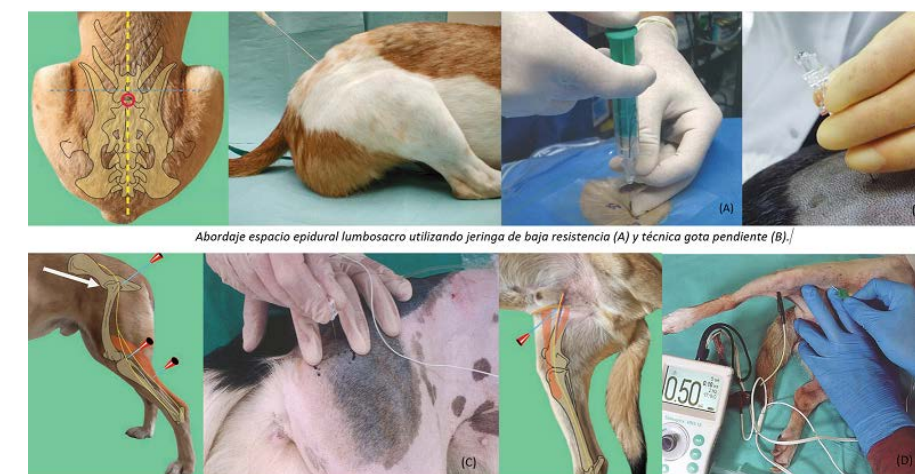 (A)
Abordaje espacio epidural lumbosacro utilizando jeringa de baja resistencia (A) y técnica gota pendiente (B).
0.50
(C)
(D)